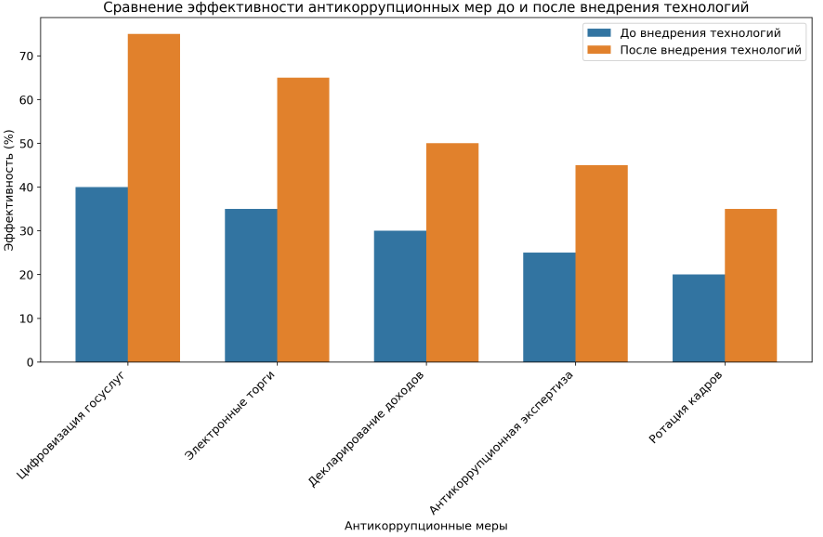 Сравнение эффективности антикоррупционных мер до и после внедрения технологий
До внедрения технологий
После внедрения технологий
Эффективность (%)
70
60
50
40
30
20
10
0
Цифровизация госуслуг
Электронные торги
Декларирование доходов
Антикоррупционная экспертиза
Ротация кадров
Антикоррупционные меры